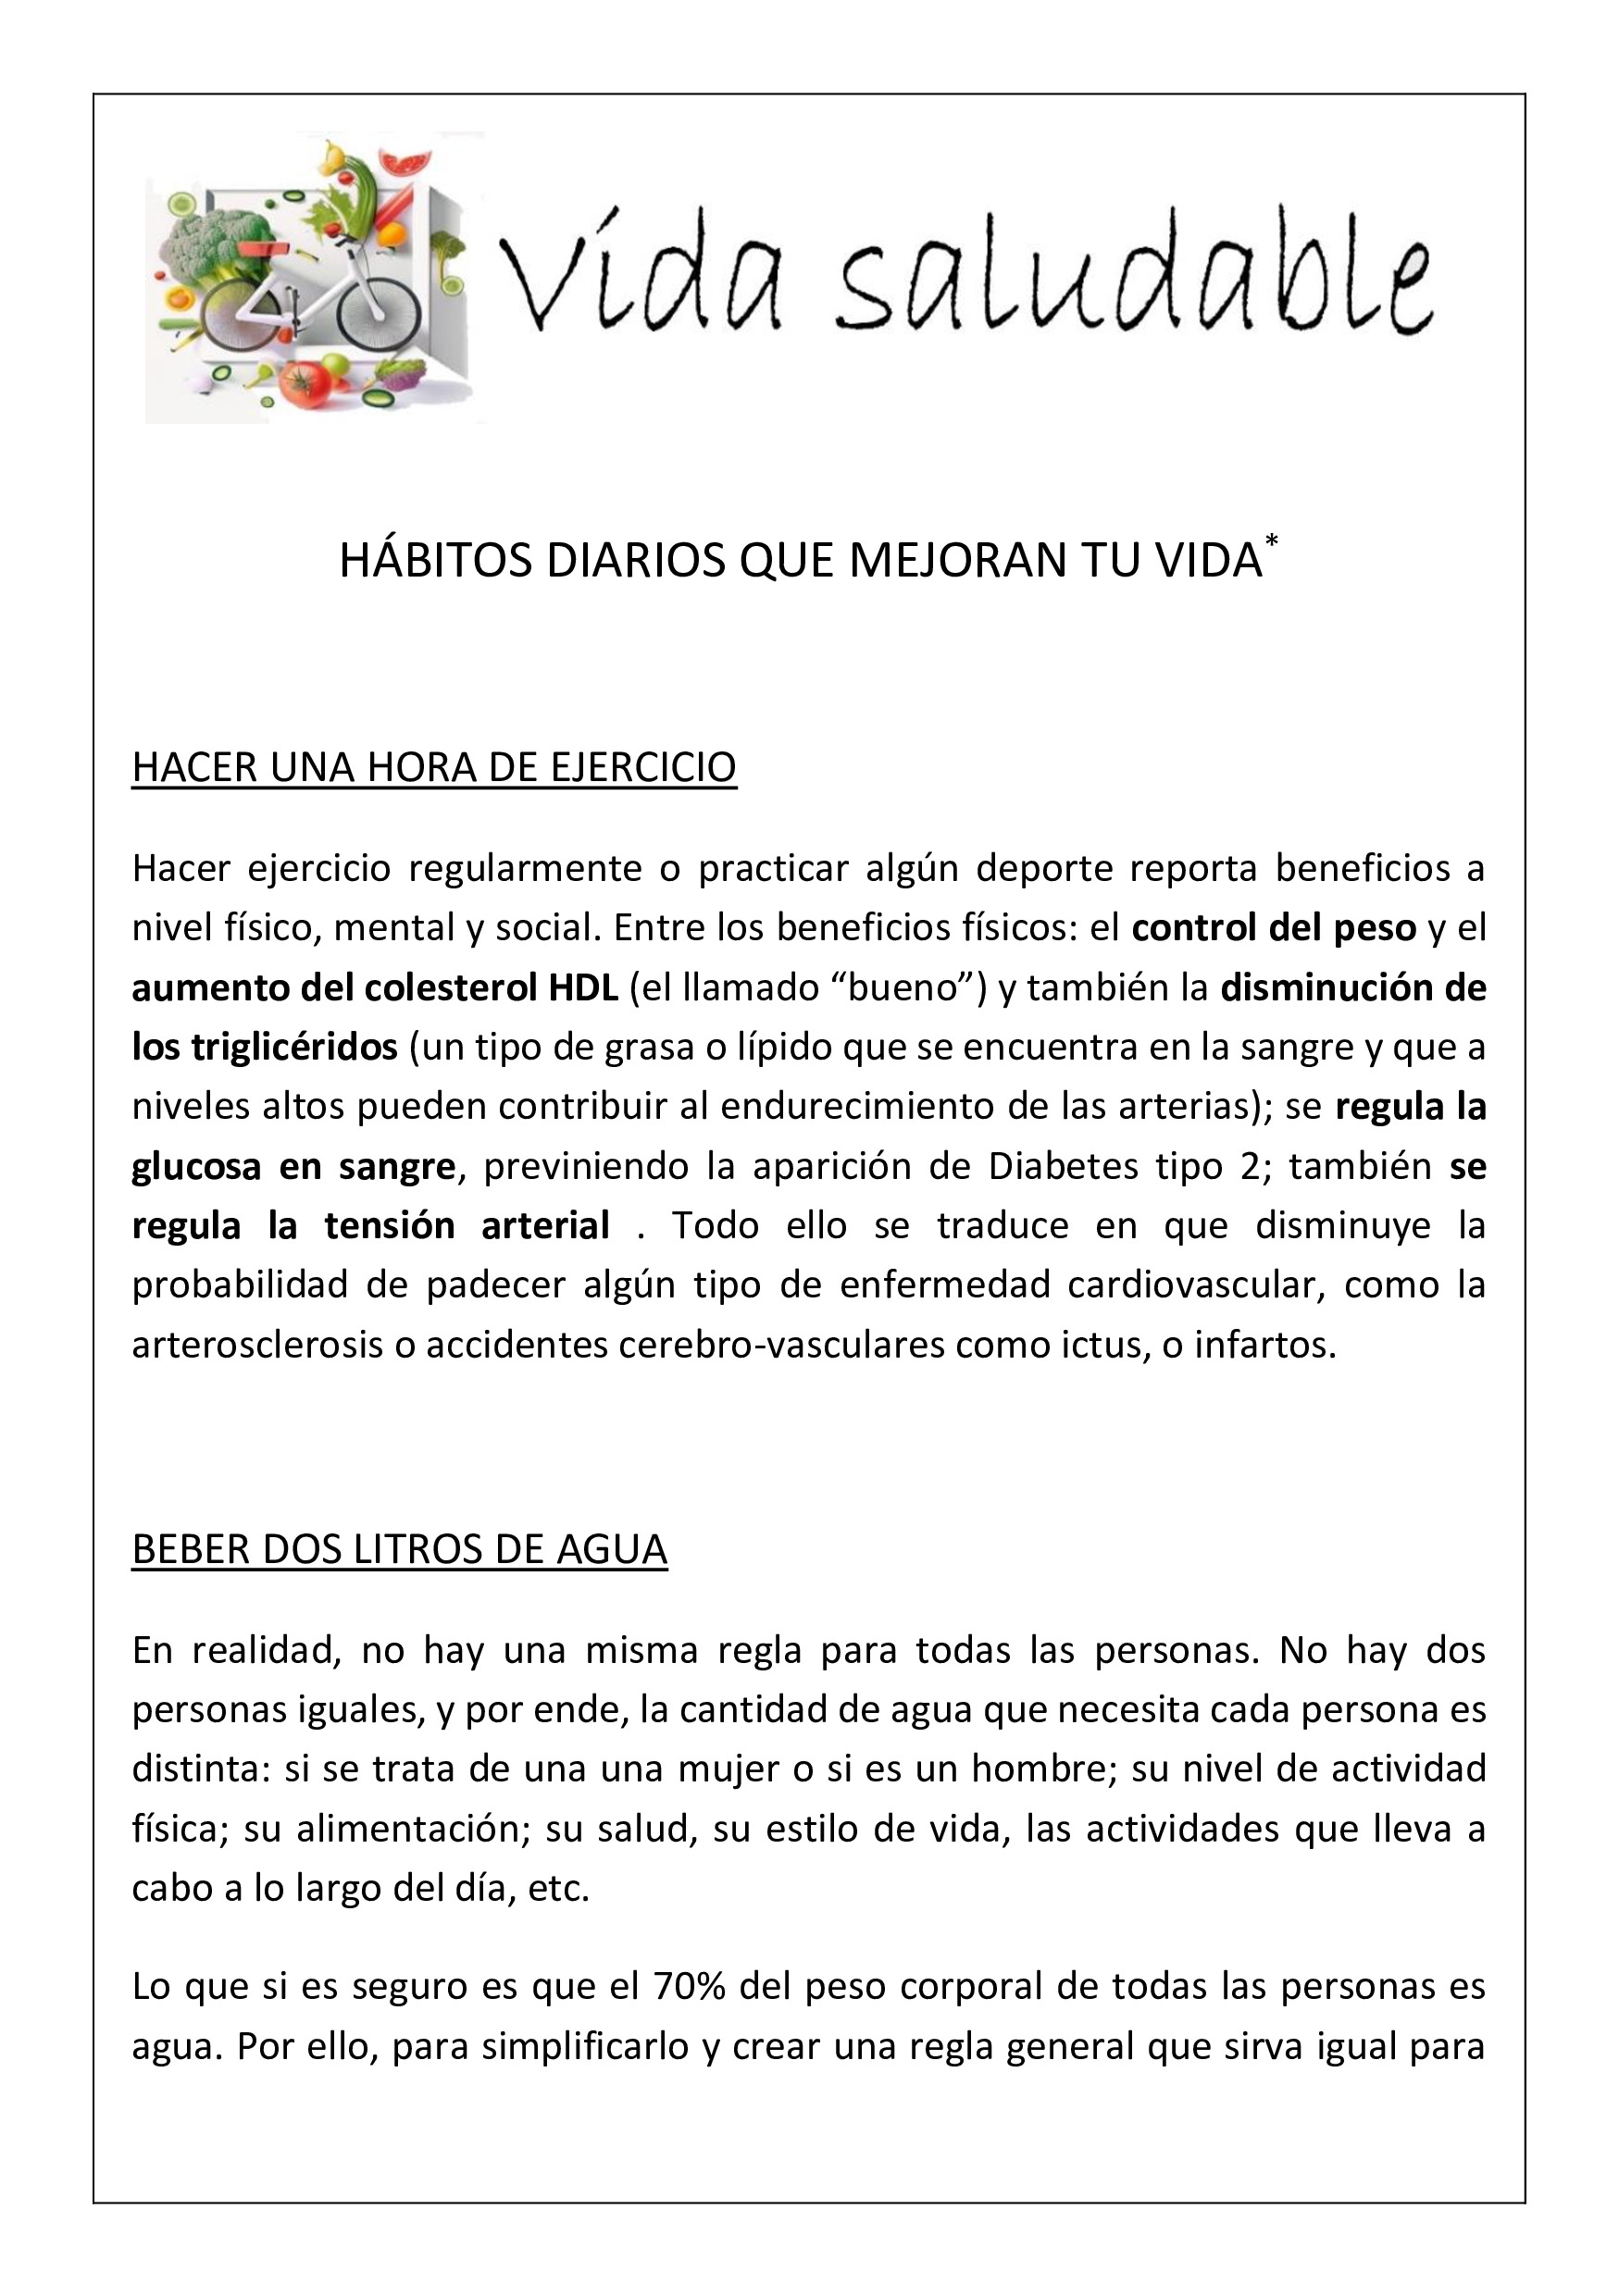 Vida saludable
HÁBITOS DIARIOS QUE MEJORAN TU VIDA*
HACER UNA HORA DE EJERCICIO
Hacer ejercicio regularmente o practicar algún deporte reporta beneficios a
nivel físico, mental y social. Entre los beneficios físicos: el control del peso y el
aumento del colesterol HDL (el llamado “bueno”) y también la disminución de
los triglicéridos (un tipo de grasa o lípido que se encuentra en la sangre y que a
niveles altos pueden contribuir al endurecimiento de las arterias); se regula la
glucosa en sangre, previniendo la aparición de Diabetes tipo 2; también se
regula la tensión arterial . Todo ello se traduce en que disminuye la
probabilidad de padecer algún tipo de enfermedad cardiovascular, como la
arterosclerosis o accidentes cerebro-vasculares como ictus, o infartos.
BEBER DOS LITROS DE AGUA
En realidad, no hay una misma regla para todas las personas. No hay dos
personas iguales, y por ende, la cantidad de agua que necesita cada persona es
distinta: si se trata de una una mujer o si es un hombre; su nivel de actividad
física; su alimentación; su salud, su estilo de vida, las actividades que lleva a
cabo a lo largo del día, etc.
Lo que si es seguro es que el 70% del peso corporal de todas las personas es
agua. Por ello, para simplificarlo y crear una regla general que sirva igual para